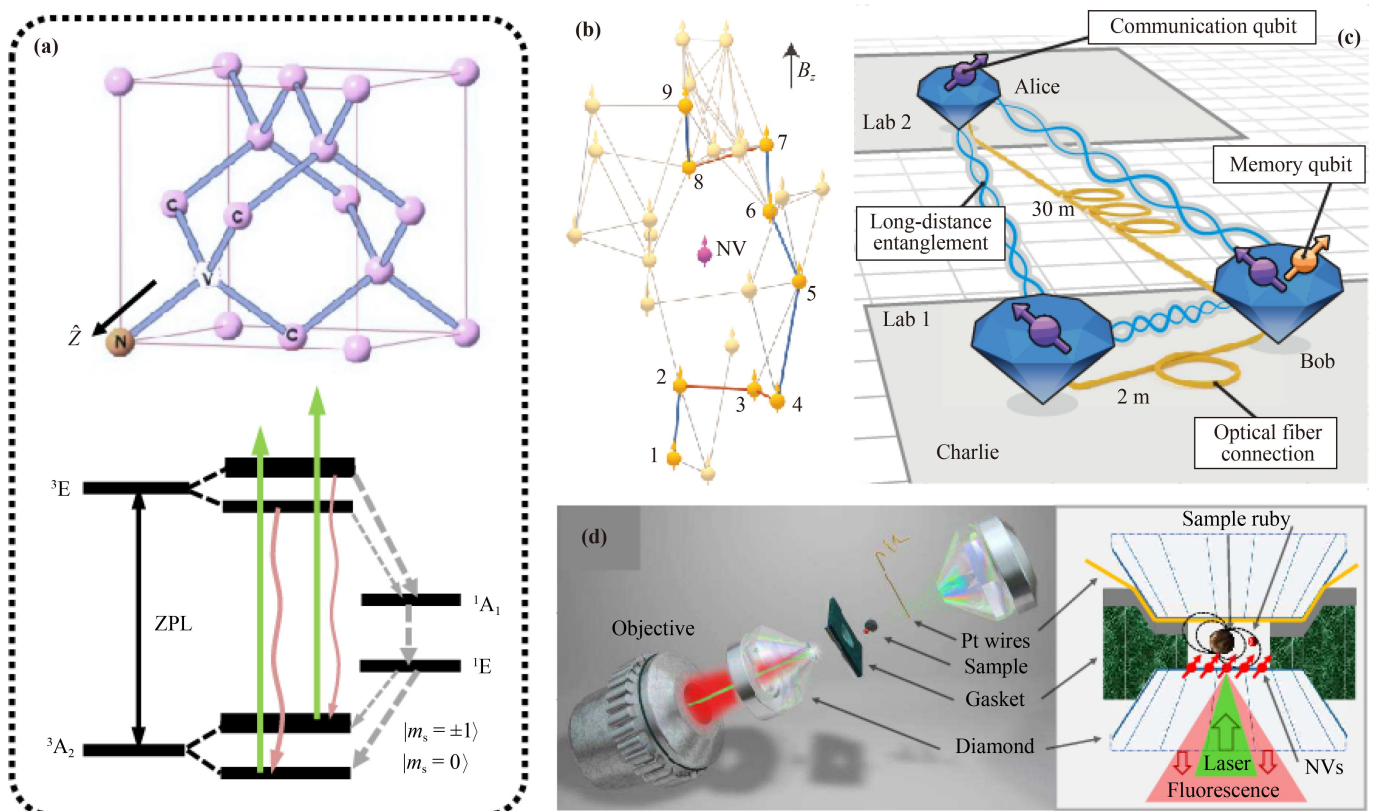 (a)
C
C
V
N
C
Ẑ
³E
ZPL
¹A₁
¹E
³A₂
|mₛ = ±1⟩
|mₛ = 0⟩
(b)
B_z
9
8
7
6
NV
5
2
3
4
1
Communication qubit
(c)
Alice
Lab 2
Memory qubit
Long-distance
entanglement
30 m
Lab 1
Bob
2 m
Optical fiber
connection
Charlie
(d)
Objective
Pt wires
Sample
Gasket
Diamond
Sample ruby
Laser
NVs
Fluorescence